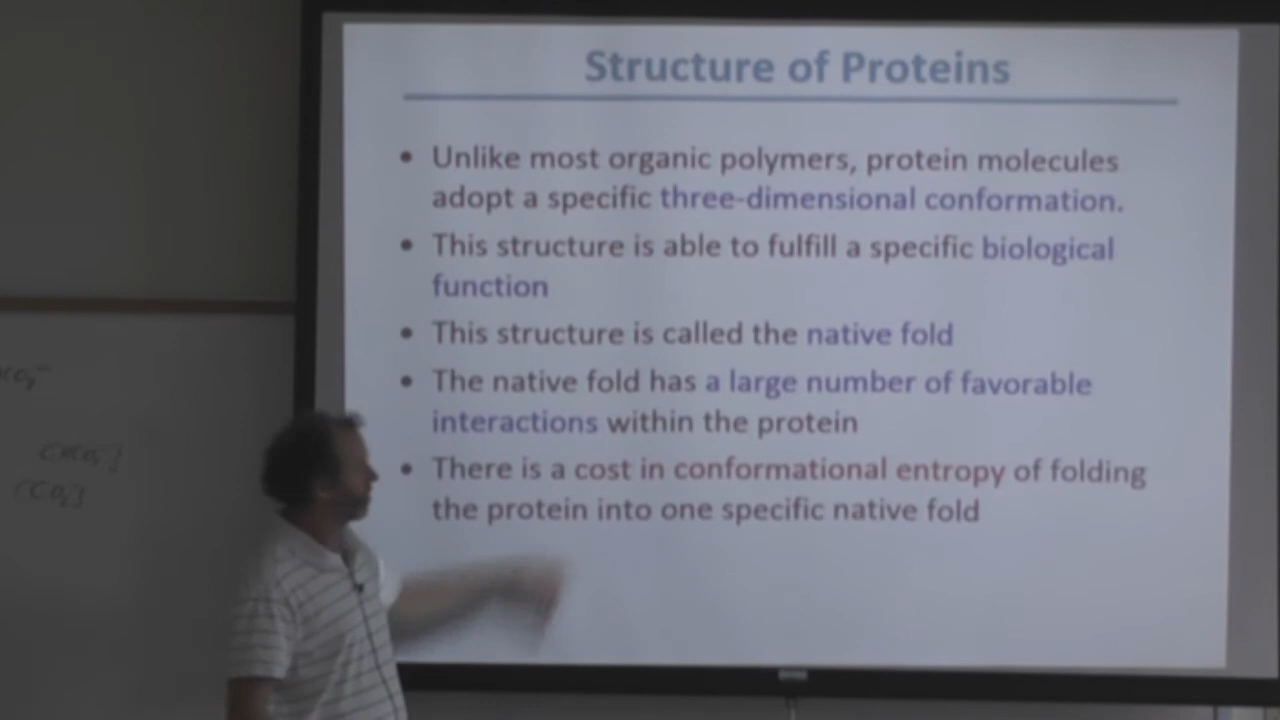 Structure of Proteins
• Unlike most organic polymers, protein molecules
adopt a specific three-dimensional conformation.
• This structure is able to fulfill a specific biological
function
• This structure is called the native fold
• The native fold has a large number of favorable
interactions within the protein
• There is a cost in conformational entropy of folding
the protein into one specific native fold
[CO₂]